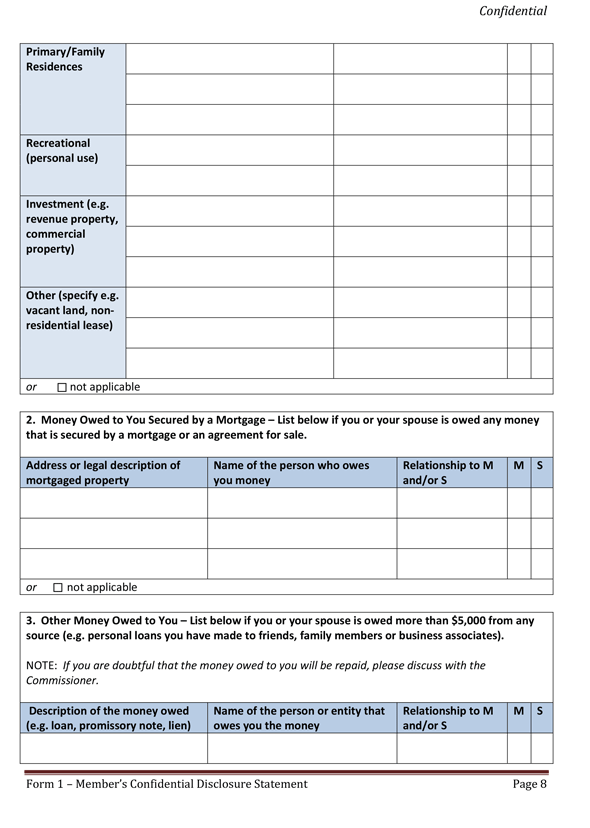 Confidential
Primary/Family
Residences
Recreational
(personal use)
Investment (e.g.
revenue property,
commercial
property)
Other (specify e.g.
vacant land, non-
residential lease)
or ☐ not applicable
2. Money Owed to You Secured by a Mortgage – List below if you or your spouse is owed any money
that is secured by a mortgage or an agreement for sale.
Address or legal description of
mortgaged property
Name of the person who owes
you money
Relationship to M
and/or S
M
S
or ☐ not applicable
3. Other Money Owed to You – List below if you or your spouse is owed more than $5,000 from any
source (e.g. personal loans you have made to friends, family members or business associates).
NOTE: If you are doubtful that the money owed to you will be repaid, please discuss with the
Commissioner.
Description of the money owed
(e.g. loan, promissory note, lien)
Name of the person or entity that
owes you the money
Relationship to M
and/or S
M
S
Form 1 – Member's Confidential Disclosure Statement Page 8